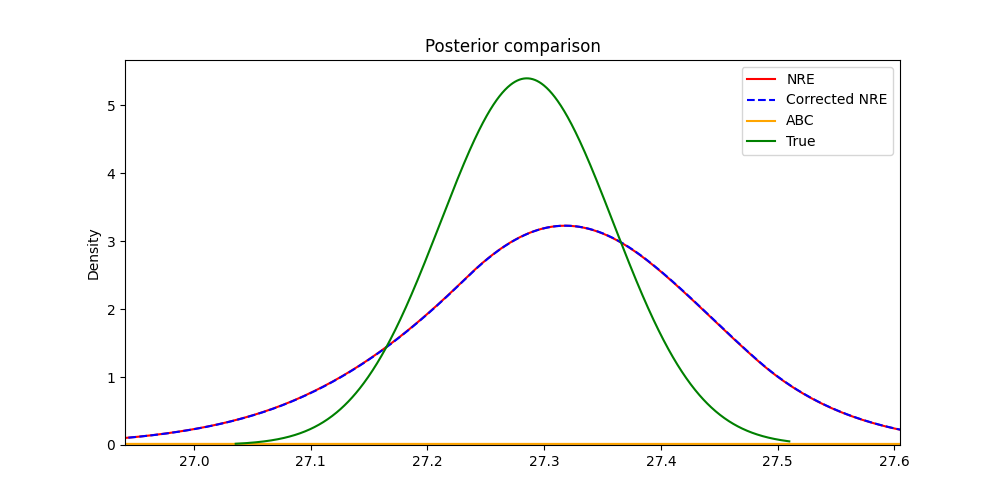 Posterior comparison
NRE
Corrected NRE
ABC
True
Density
5
4
3
2
1
0
27.0 27.1 27.2 27.3 27.4 27.5 27.6